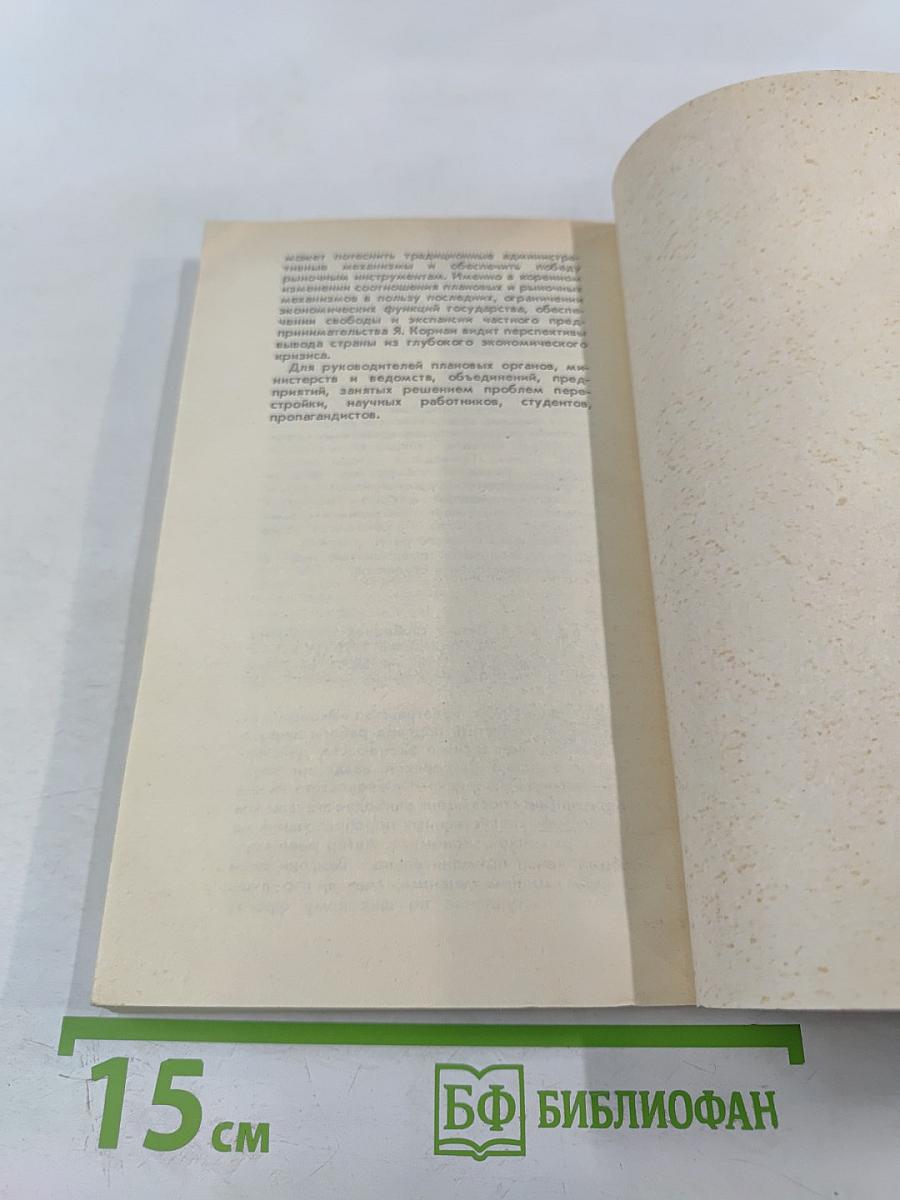 может потеснить традиционные администра-
тивные механизмы и обеспечить победу
рыночным инструментам. Именно в коренном
изменении соотношения плановых и рыночных
механизмов в пользу последних, ограничении
экономических функций государства, обеспе-
чении свободы и экспансии частного пред-
принимательства Я. Корнаи видит перспективы
вывода страны из глубокого экономического
кризиса.
Для руководителей плановых органов, ми-
нистерств и ведомств, объединений, пред-
приятий, занятых решением проблем пере-
стройки, научных работников, студентов,
пропагандистов.
15 см
БФ БИБЛИОФАН